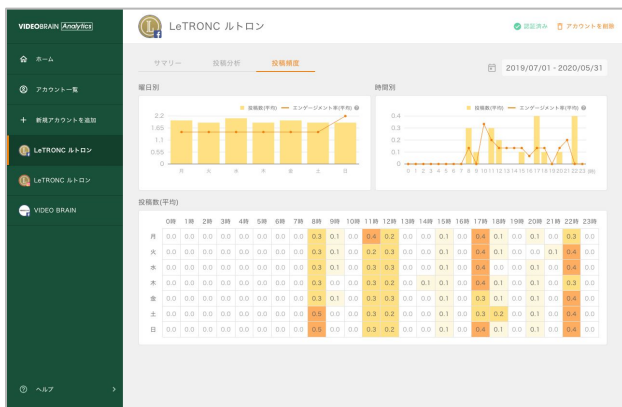 VIDEOBRAIN Analytics
ホーム
アカウント一覧
新規アカウントを追加
LeTRONC ルトロン
LeTRONC ルトロン
VIDEO BRAIN
ヘルプ
LeTRONC ルトロン
認証済み アカウントを削除
サマリー 投稿分析 投稿頻度
2019/07/01 - 2020/05/31
曜日別
投稿数(平均) エンゲージメント率(平均)
2.2
1.65
1.1
0.55
0
月 火 水 木 金 土 日
時間別
投稿数(平均) エンゲージメント率(平均)
0.4
0.3
0.2
0.1
0
0 1 2 3 4 5 6 7 8 9 10 11 12 13 14 15 16 17 18 19 20 21 22 23 (時)
投稿数(平均)
0時 1時 2時 3時 4時 5時 6時 7時 8時 9時 10時 11時 12時 13時 14時 15時 16時 17時 18時 19時 20時 21時 22時 23時
月 0.0 0.0 0.0 0.0 0.0 0.0 0.0 0.0 0.3 0.1 0.0 0.4 0.2 0.0 0.0 0.1 0.0 0.4 0.1 0.0 0.1 0.0 0.3 0.0
火 0.0 0.0 0.0 0.0 0.0 0.0 0.0 0.0 0.3 0.1 0.0 0.2 0.3 0.0 0.0 0.1 0.0 0.4 0.1 0.0 0.0 0.1 0.4 0.0
水 0.0 0.0 0.0 0.0 0.0 0.0 0.0 0.0 0.3 0.1 0.0 0.3 0.3 0.0 0.0 0.1 0.0 0.4 0.0 0.0 0.1 0.0 0.4 0.0
木 0.0 0.0 0.0 0.0 0.0 0.0 0.0 0.0 0.3 0.0 0.0 0.3 0.2 0.0 0.1 0.1 0.0 0.4 0.1 0.0 0.1 0.0 0.3 0.0
金 0.0 0.0 0.0 0.0 0.0 0.0 0.0 0.0 0.3 0.1 0.0 0.3 0.3 0.0 0.0 0.1 0.0 0.3 0.1 0.0 0.1 0.0 0.4 0.0
土 0.0 0.0 0.0 0.0 0.0 0.0 0.0 0.0 0.5 0.0 0.0 0.3 0.2 0.0 0.0 0.1 0.0 0.3 0.2 0.0 0.1 0.0 0.4 0.0
日 0.0 0.0 0.0 0.0 0.0 0.0 0.0 0.0 0.5 0.0 0.0 0.3 0.2 0.0 0.0 0.1 0.0 0.4 0.1 0.0 0.1 0.0 0.4 0.0